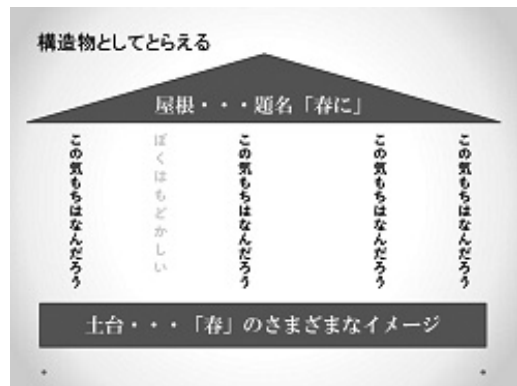 構造物としてとらえる
屋根・・・題名「春に」
この気もちはなんだろう
この気もちはなんだろう
この気もちはなんだろう
ぼくはもどかしい
この気もちはなんだろう
土台・・・「春」のさまざまなイメージ